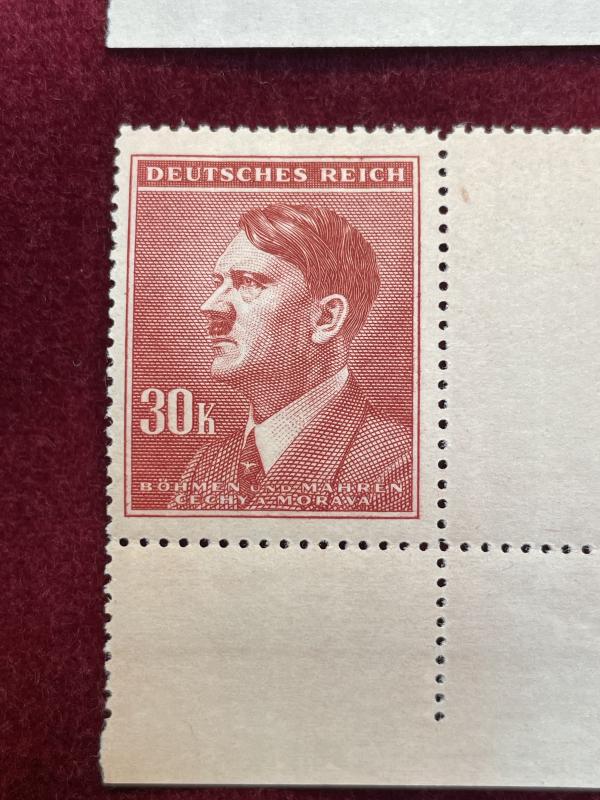 DEUTSCHES REICH
30K
BÖHMEN UND MÄHREN
ČECHY A MORAVA